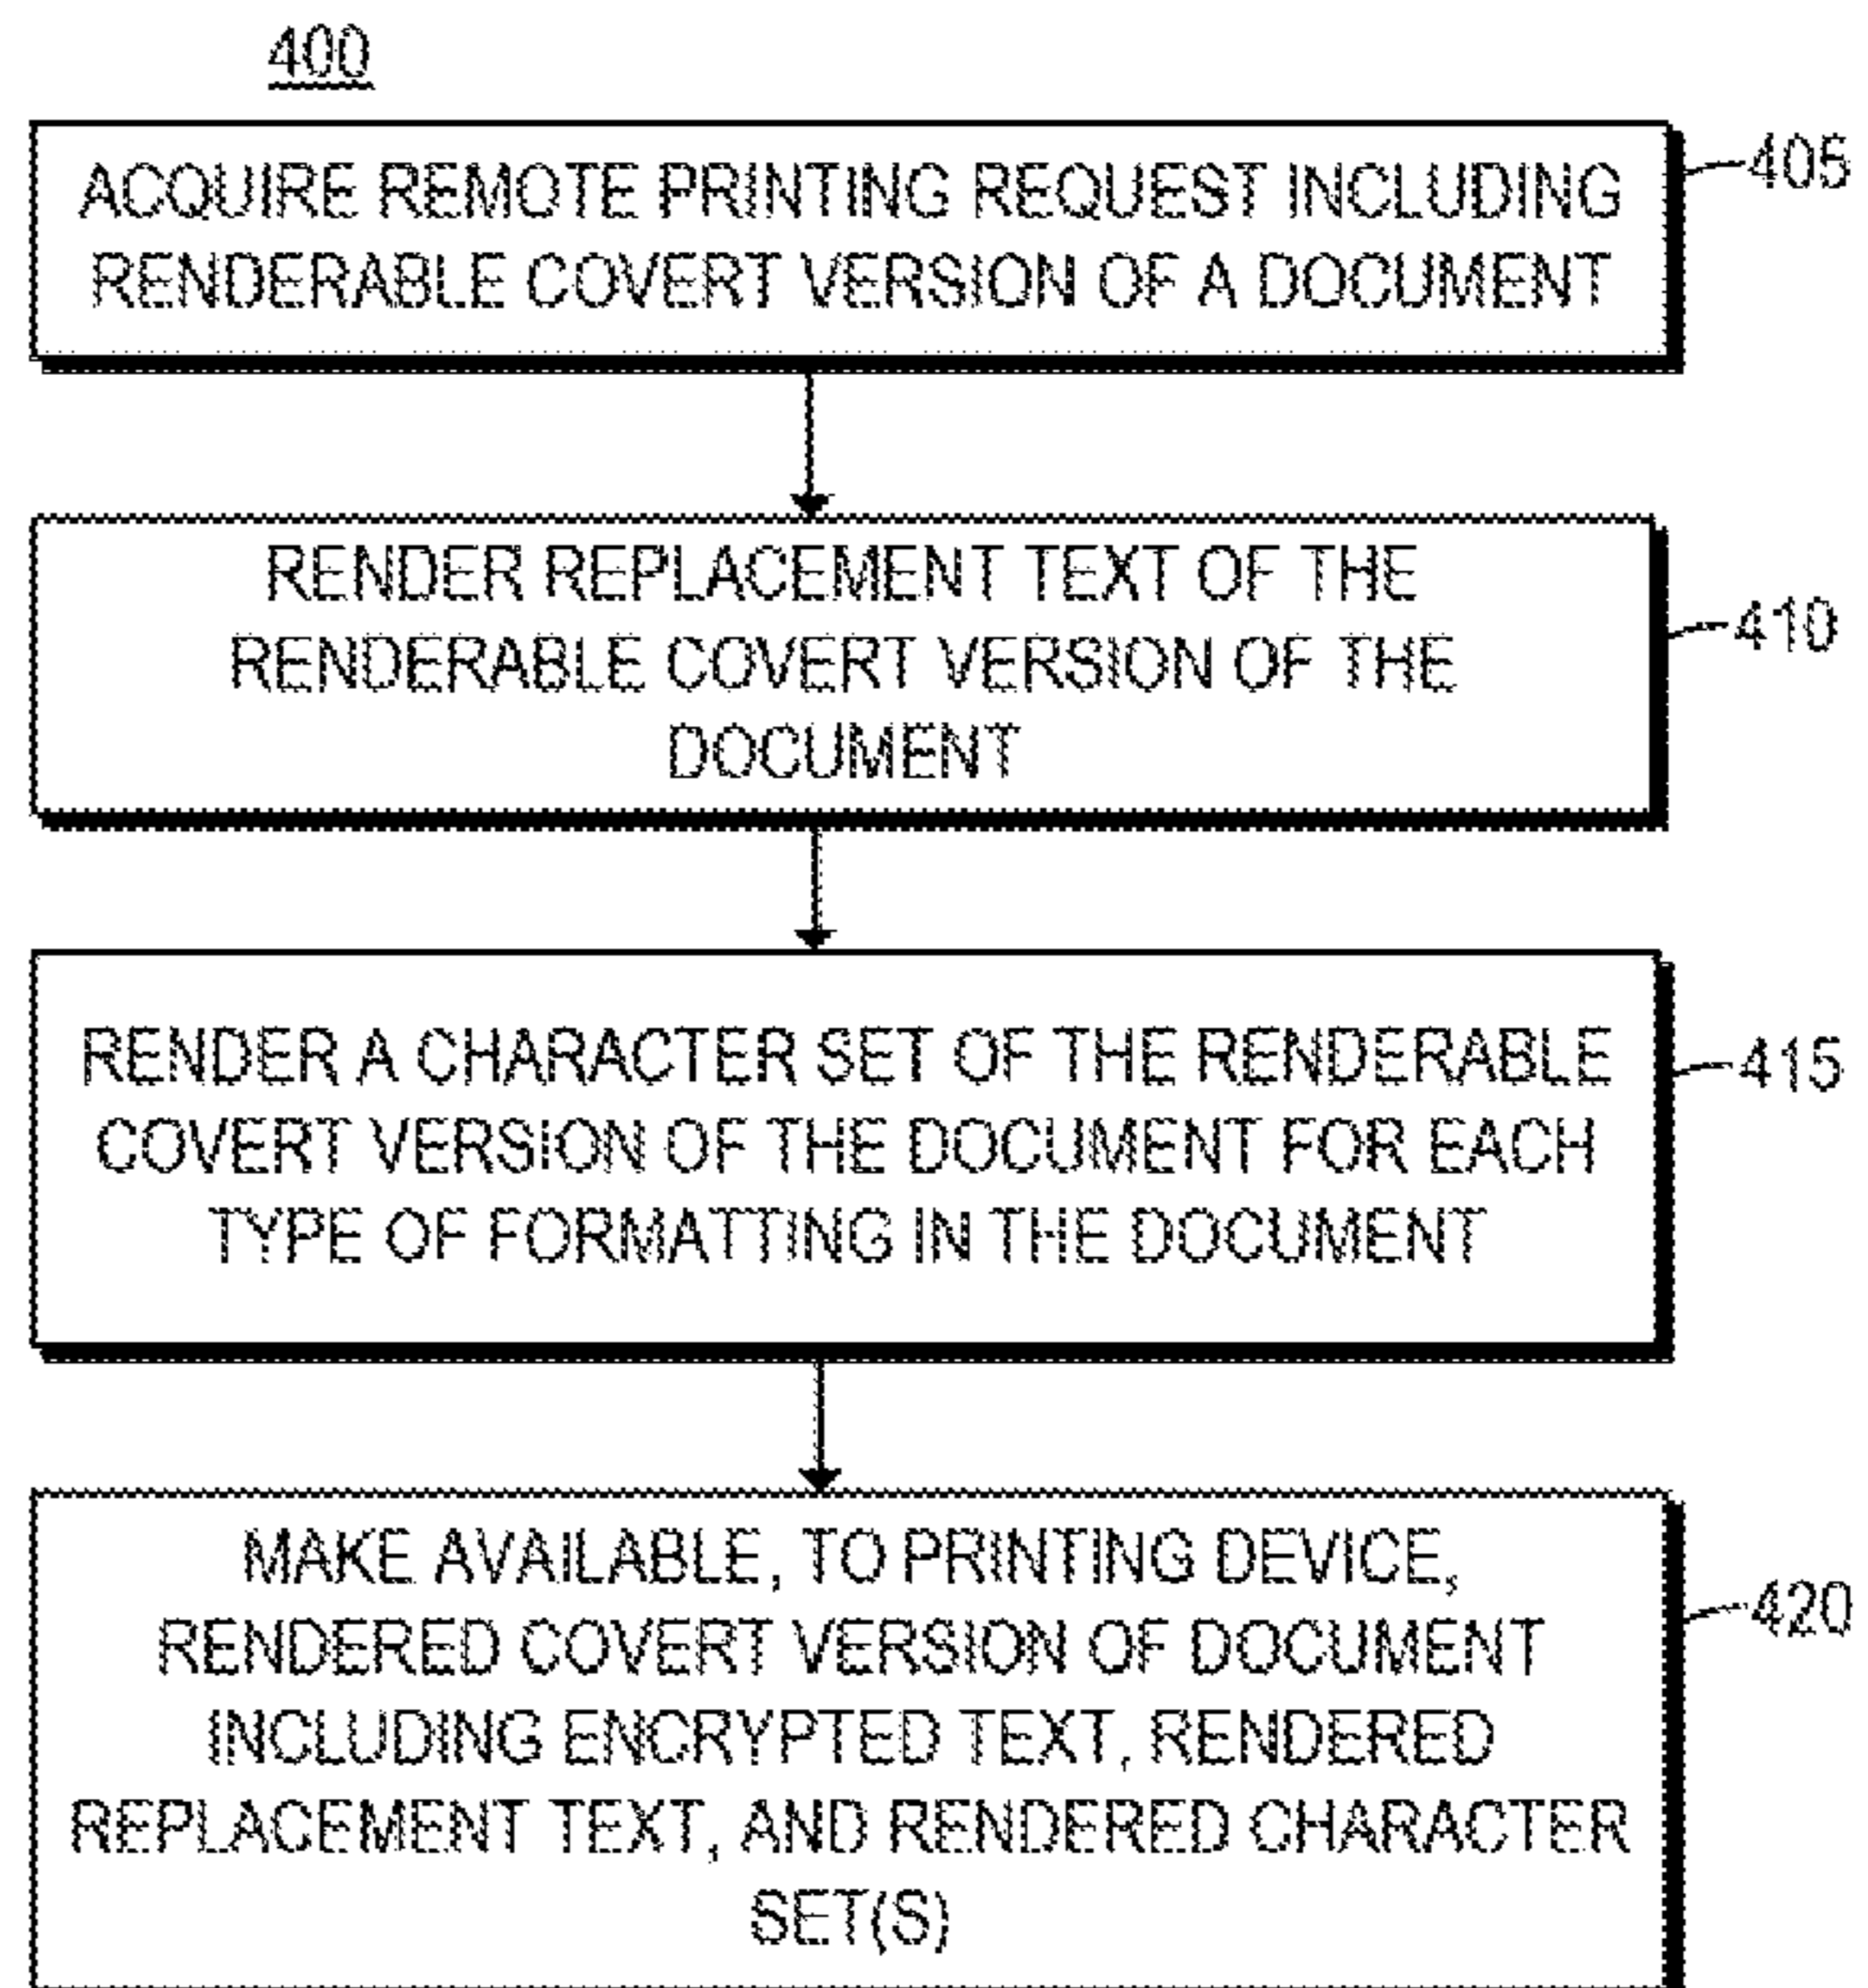 400
ACQUIRE REMOTE PRINTING REQUEST INCLUDING
RENDERABLE COVERT VERSION OF A DOCUMENT
405
RENDER REPLACEMENT TEXT OF THE
RENDERABLE COVERT VERSION OF THE
DOCUMENT
410
RENDER A CHARACTER SET OF THE RENDERABLE
COVERT VERSION OF THE DOCUMENT FOR EACH
TYPE OF FORMATTING IN THE DOCUMENT
415
MAKE AVAILABLE, TO PRINTING DEVICE,
RENDERED COVERT VERSION OF DOCUMENT
INCLUDING ENCRYPTED TEXT, RENDERED
REPLACEMENT TEXT, AND RENDERED CHARACTER
SET(S)
420